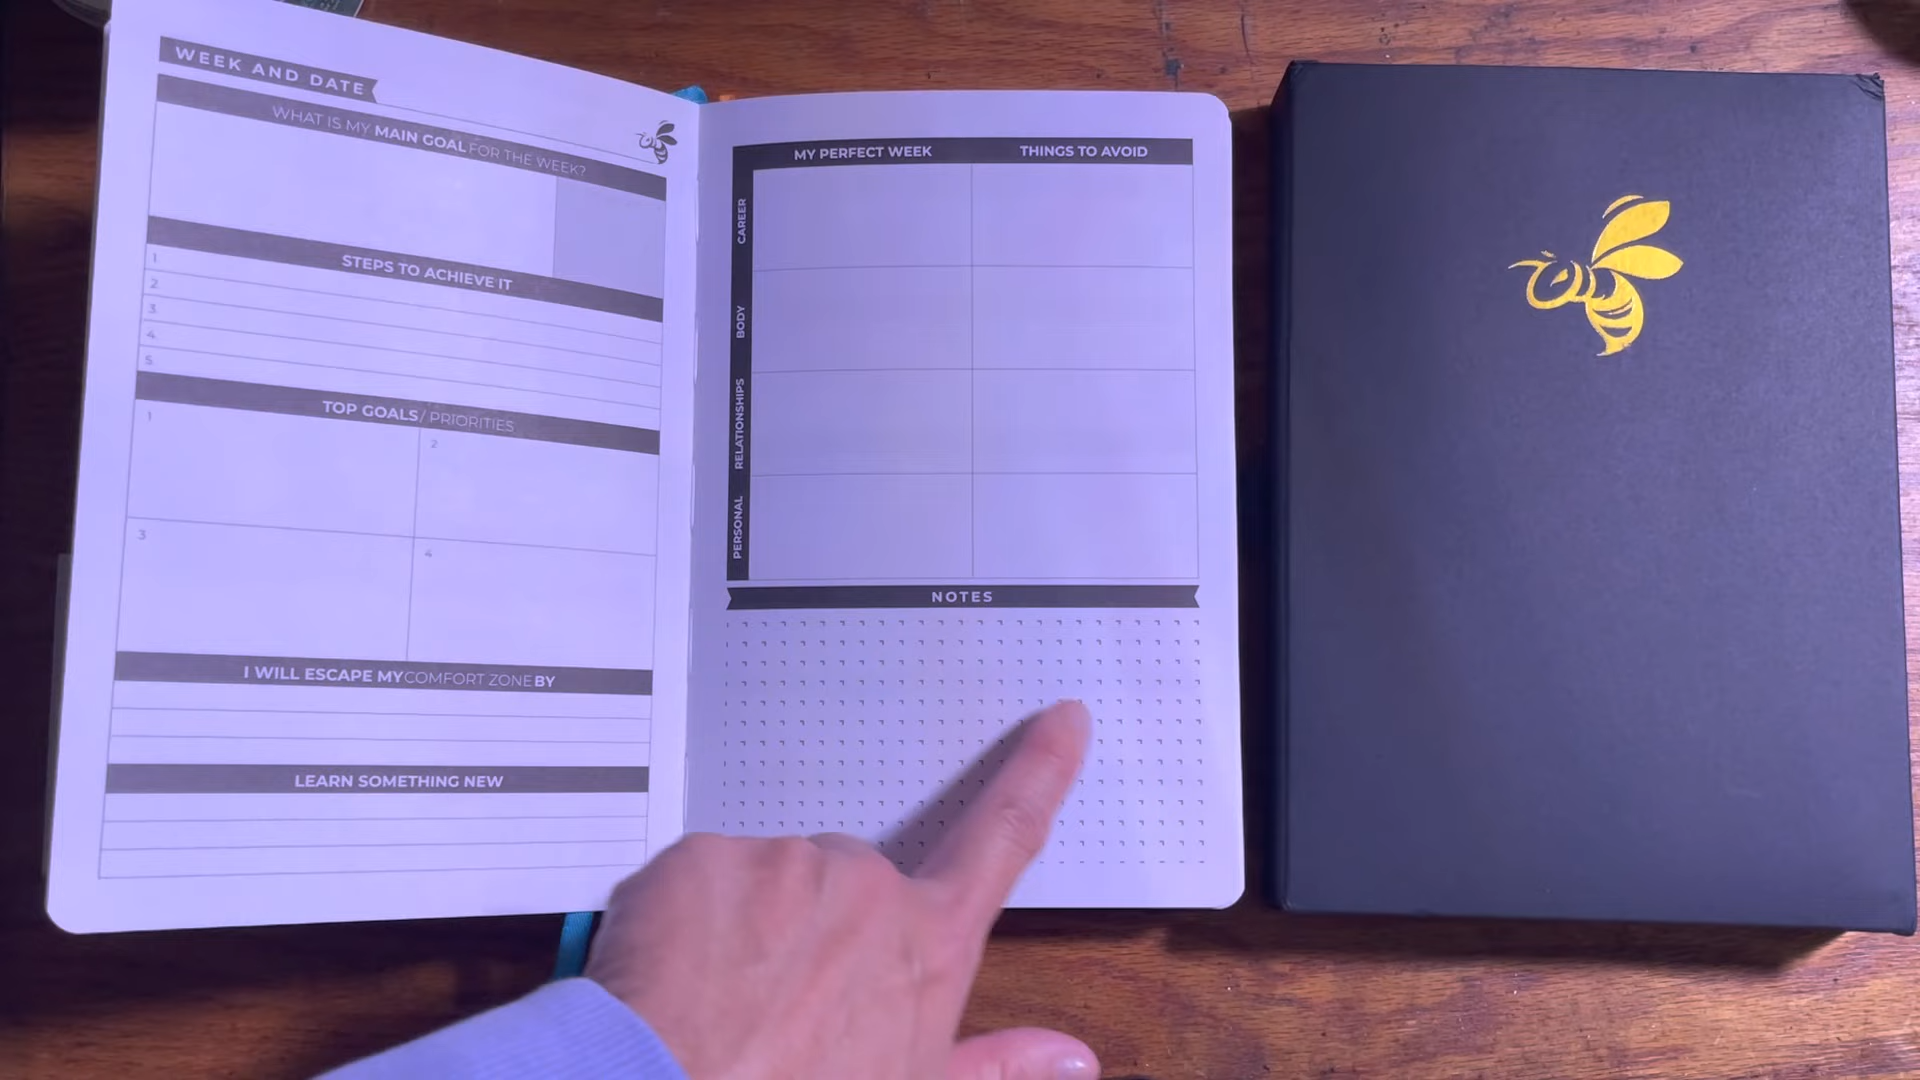 WEEK AND DATE
WHAT IS MY MAIN GOAL FOR THE WEEK?
STEPS TO ACHIEVE IT
1.
2.
3.
4.
5.
TOP GOALS / PRIORITIES
1
2
3
4
I WILL ESCAPE MY COMFORT ZONE BY
LEARN SOMETHING NEW
MY PERFECT WEEK THINGS TO AVOID
CAREER
BODY
RELATIONSHIPS
PERSONAL
NOTES